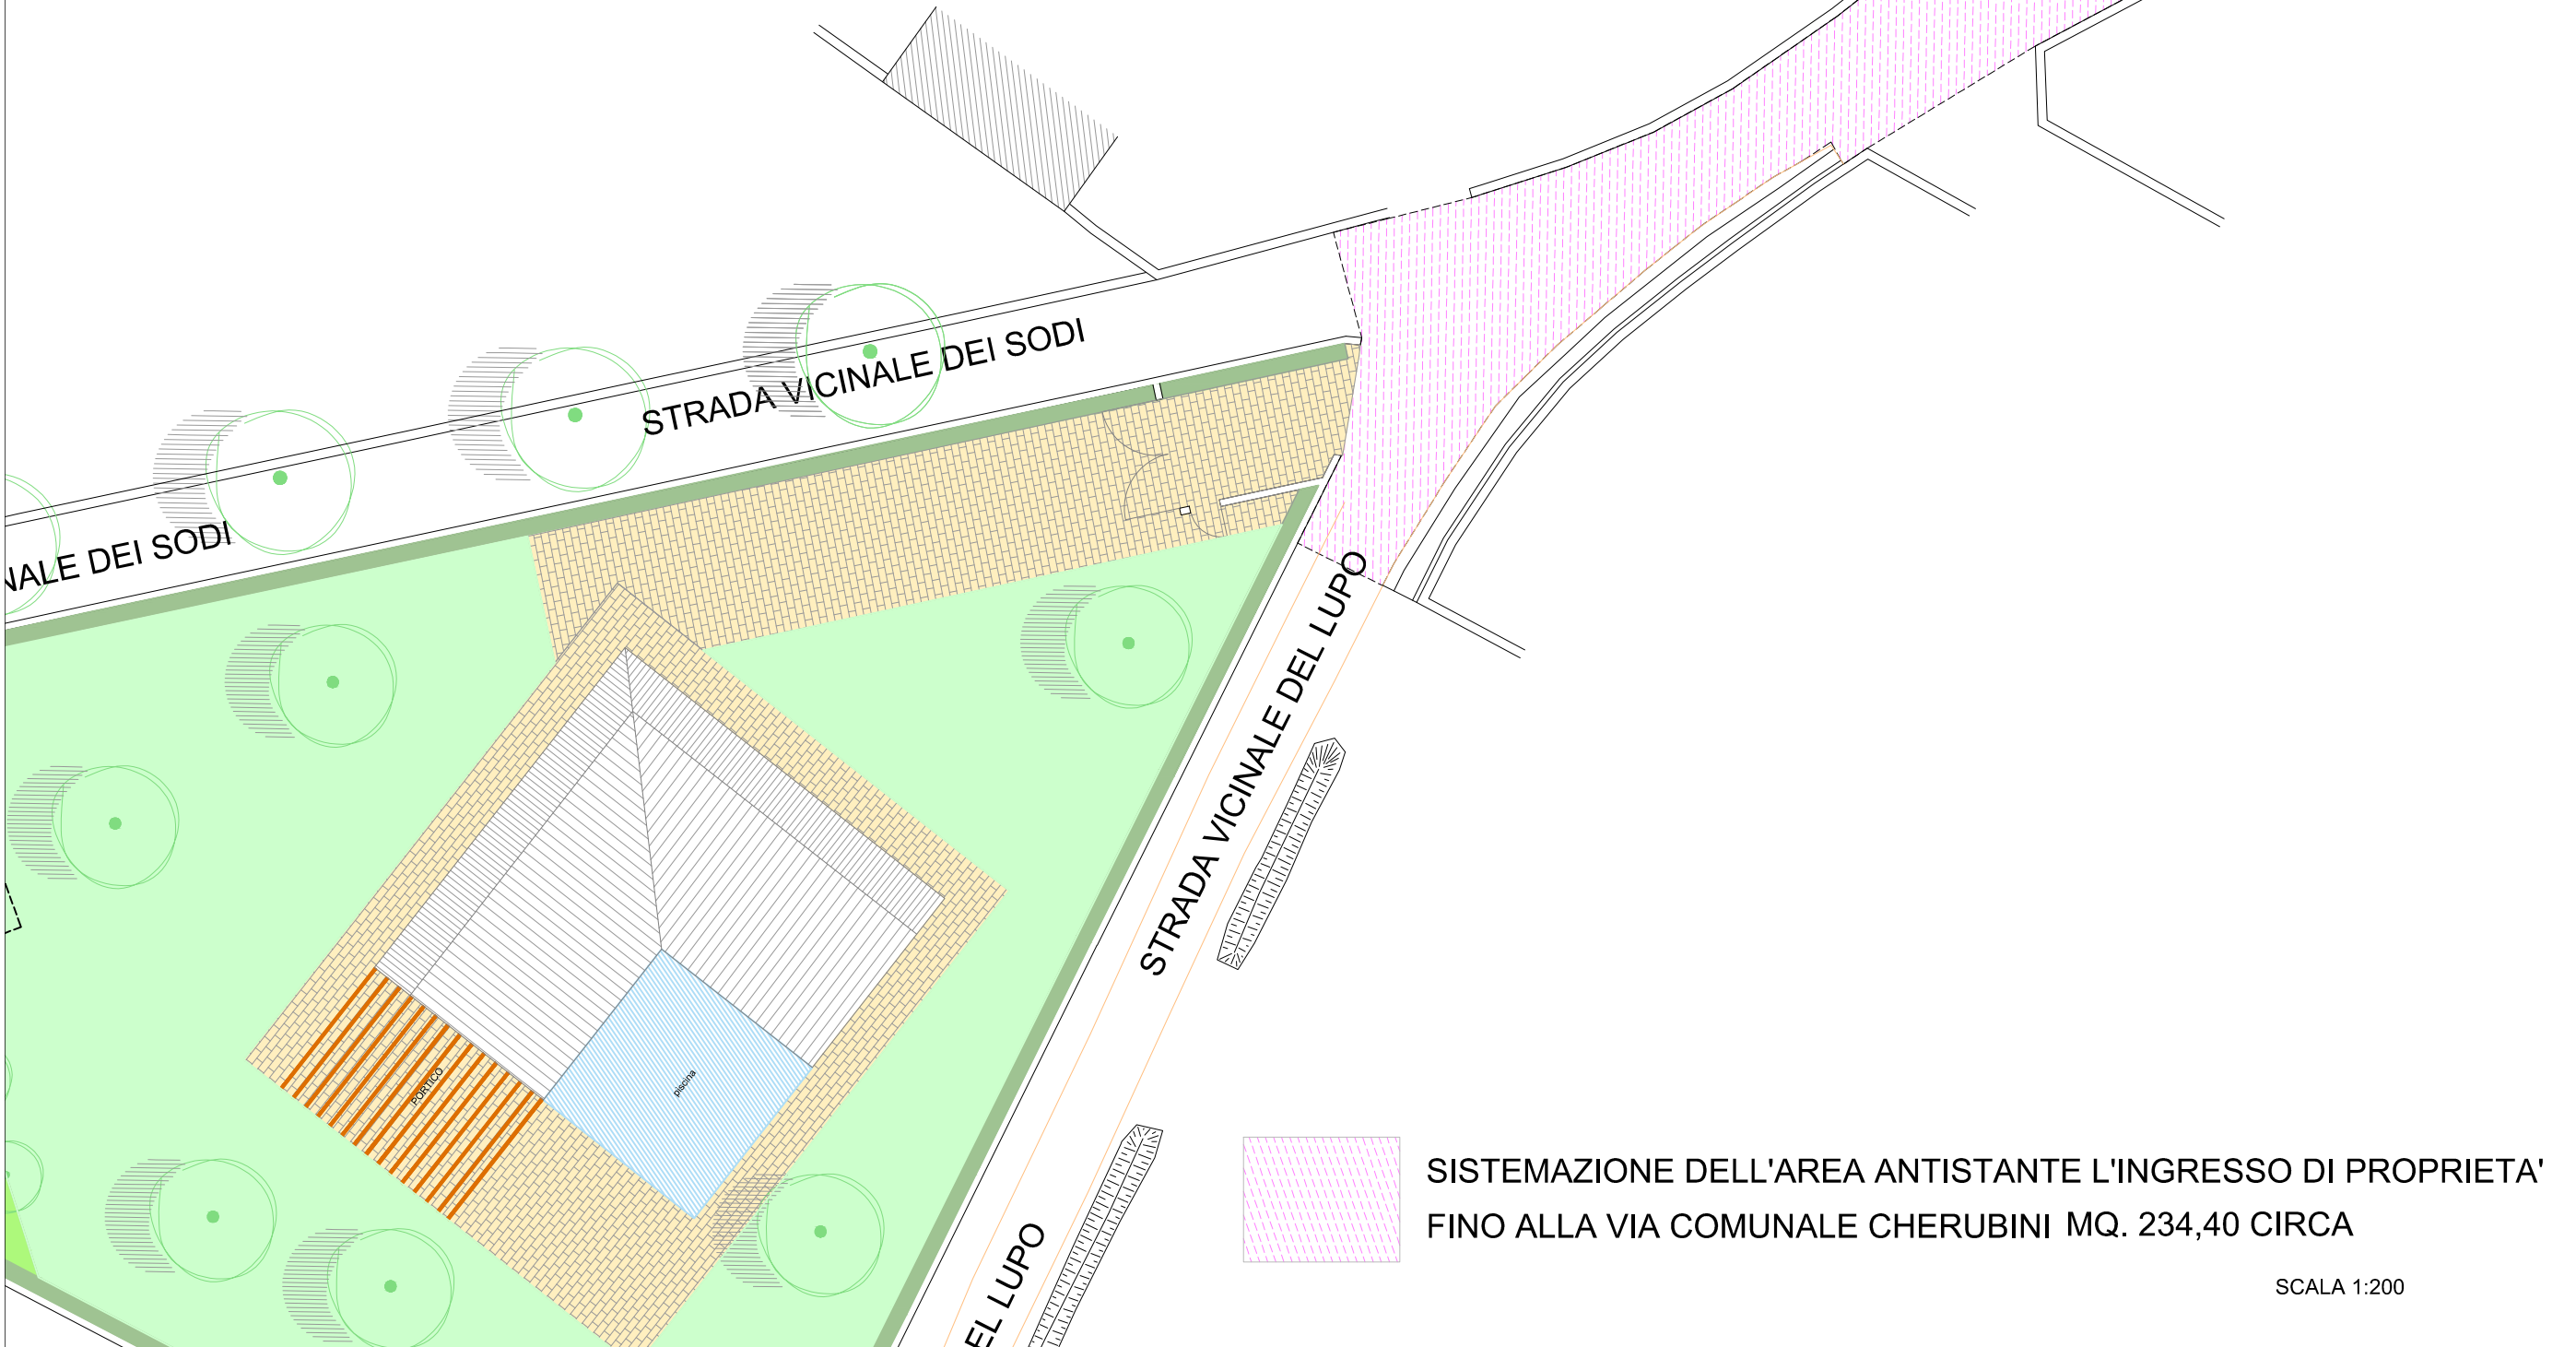 STRADA VICINALE DEI SODI
NALE DEI SODI
STRADA VICINALE DEL LUPO
PORTICO
piscina
EL LUPO
SISTEMAZIONE DELL'AREA ANTISTANTE L'INGRESSO DI PROPRIETA'
FINO ALLA VIA COMUNALE CHERUBINI MQ. 234,40 CIRCA
SCALA 1:200